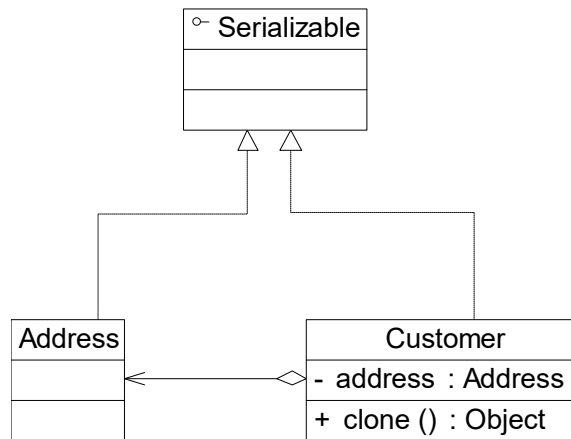 Serializable
Address
Customer
- address : Address
+ clone () : Object